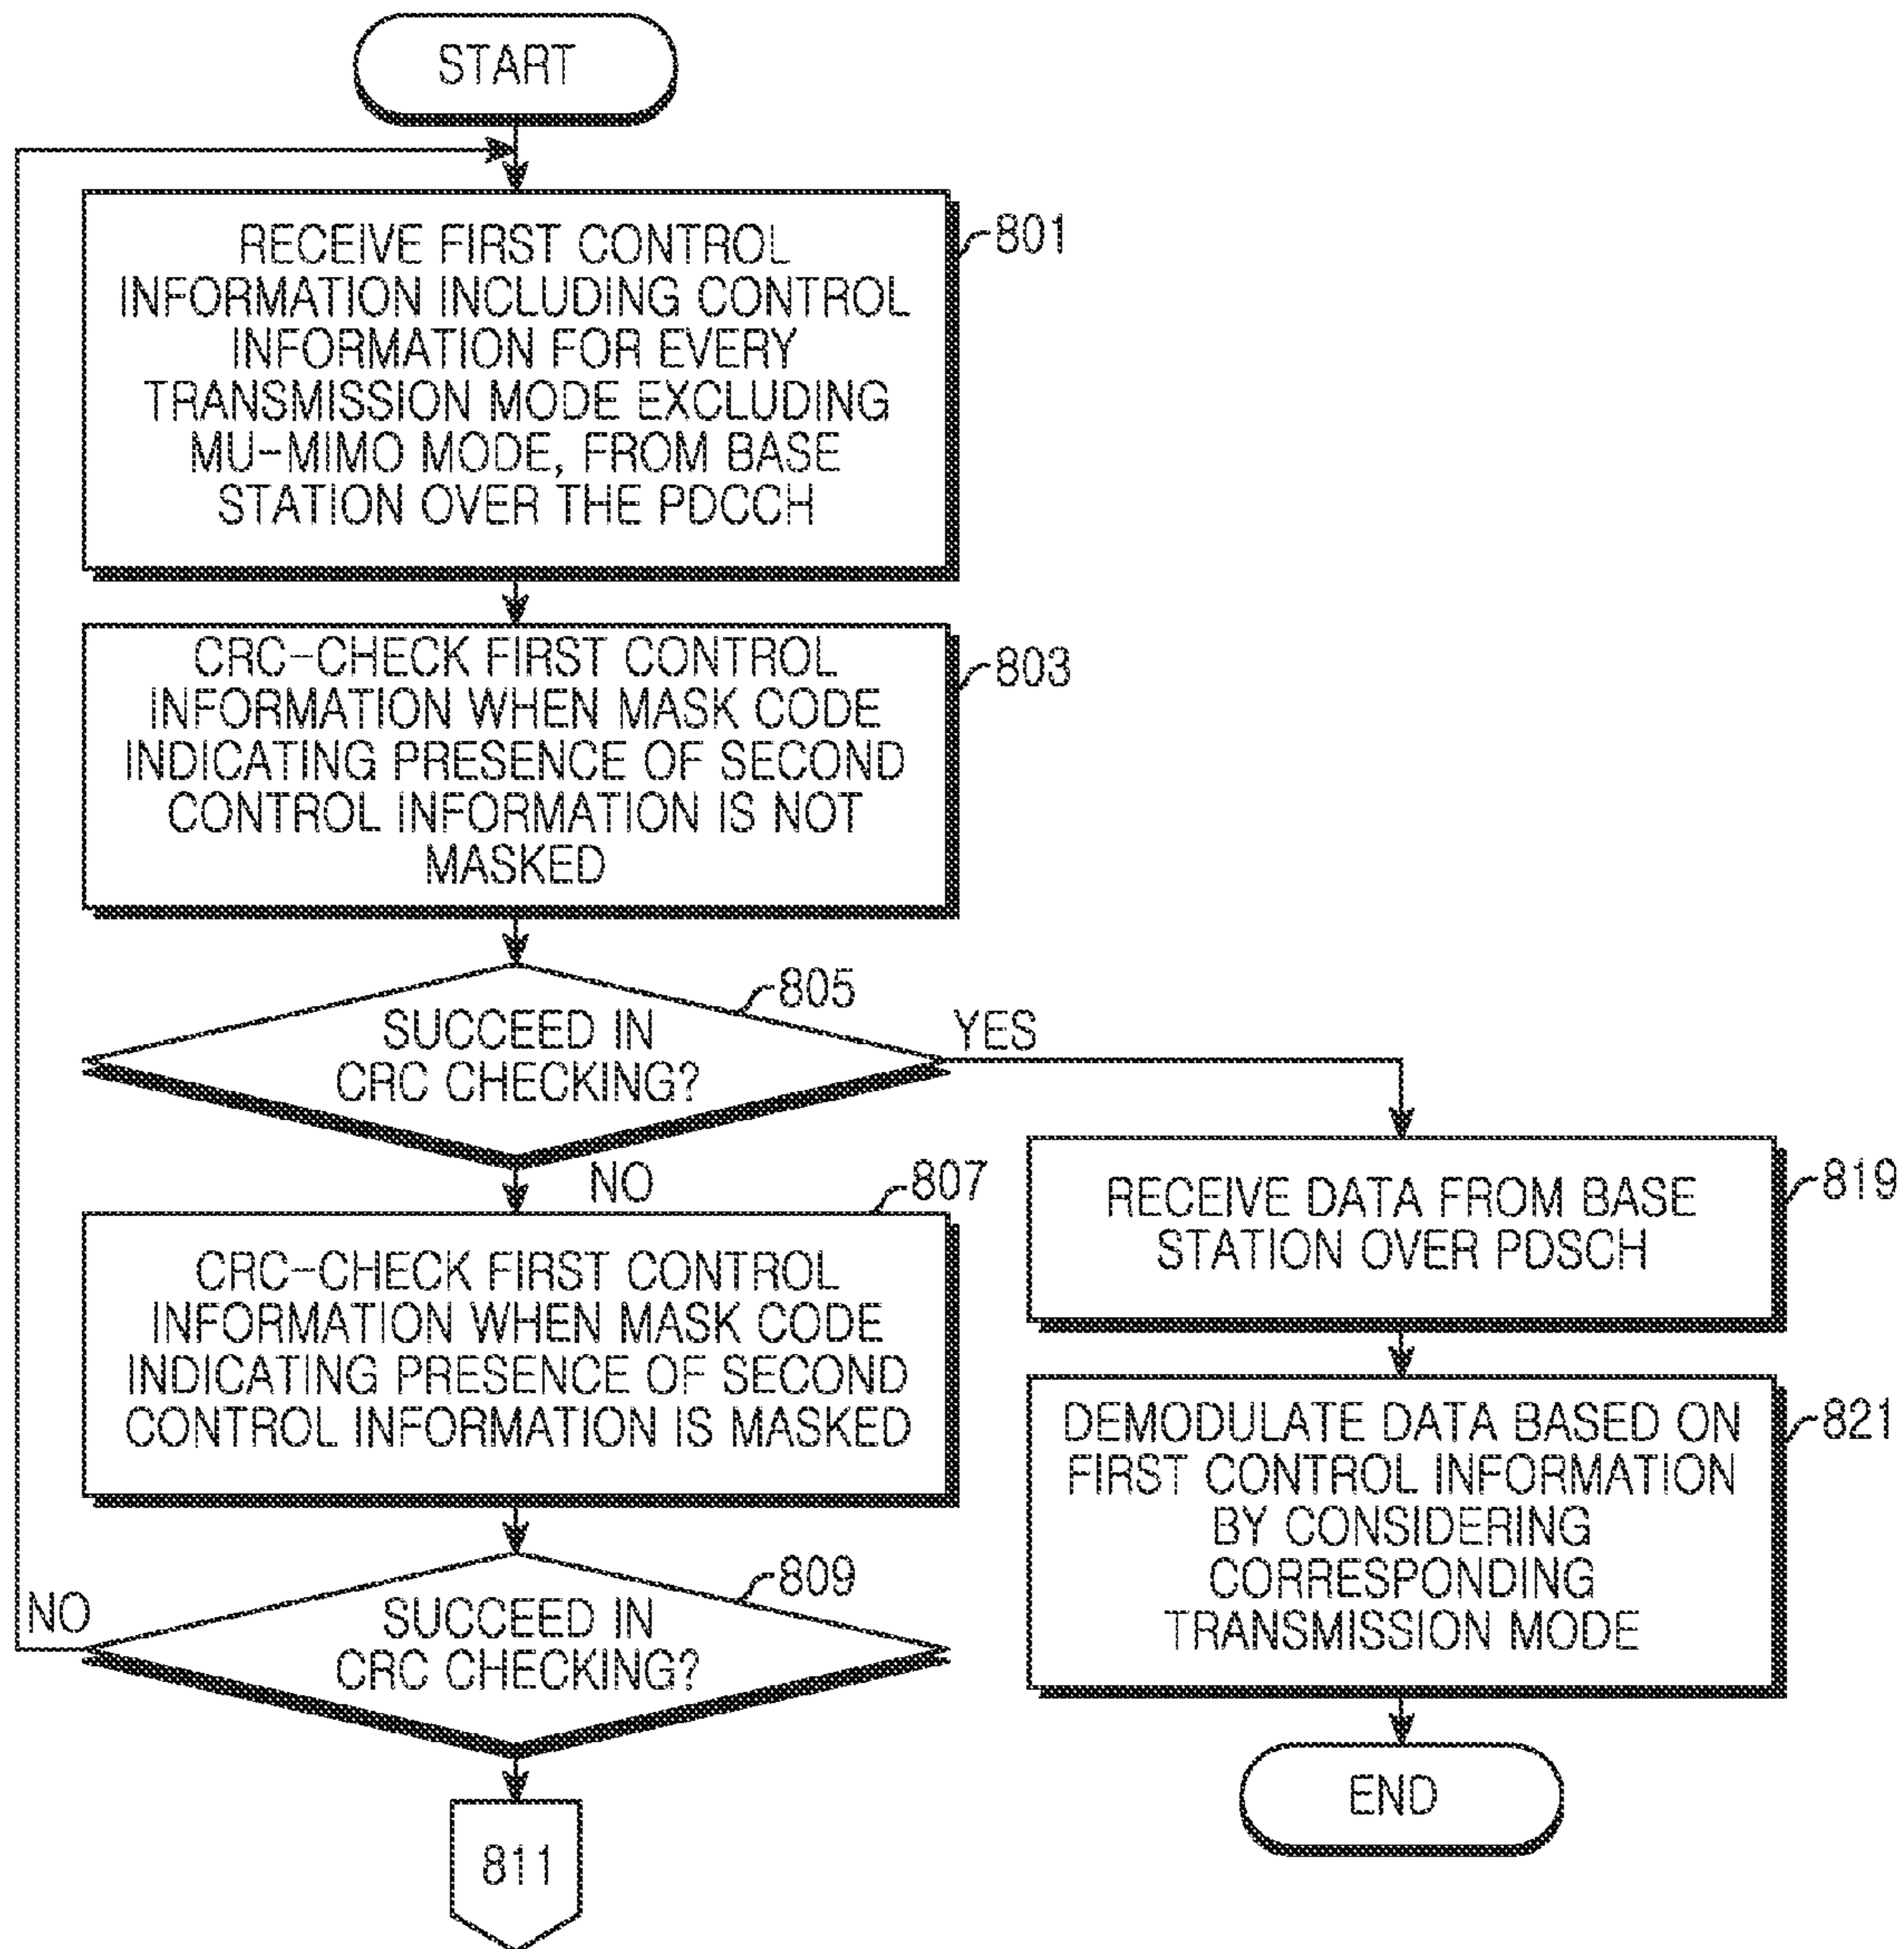 START
RECEIVE FIRST CONTROL
INFORMATION INCLUDING CONTROL
INFORMATION FOR EVERY
TRANSMISSION MODE EXCLUDING
MU-MIMO MODE, FROM BASE
STATION OVER THE PDCCH
801
CRC-CHECK FIRST CONTROL
INFORMATION WHEN MASK CODE
INDICATING PRESENCE OF SECOND
CONTROL INFORMATION IS NOT
MASKED
803
SUCCEED IN
CRC CHECKING?
805
YES
NO
CRC-CHECK FIRST CONTROL
INFORMATION WHEN MASK CODE
INDICATING PRESENCE OF SECOND
CONTROL INFORMATION IS MASKED
807
SUCCEED IN
CRC CHECKING?
809
NO
811
RECEIVE DATA FROM BASE
STATION OVER PDSCH
819
DEMODULATE DATA BASED ON
FIRST CONTROL INFORMATION
BY CONSIDERING
CORRESPONDING
TRANSMISSION MODE
821
END